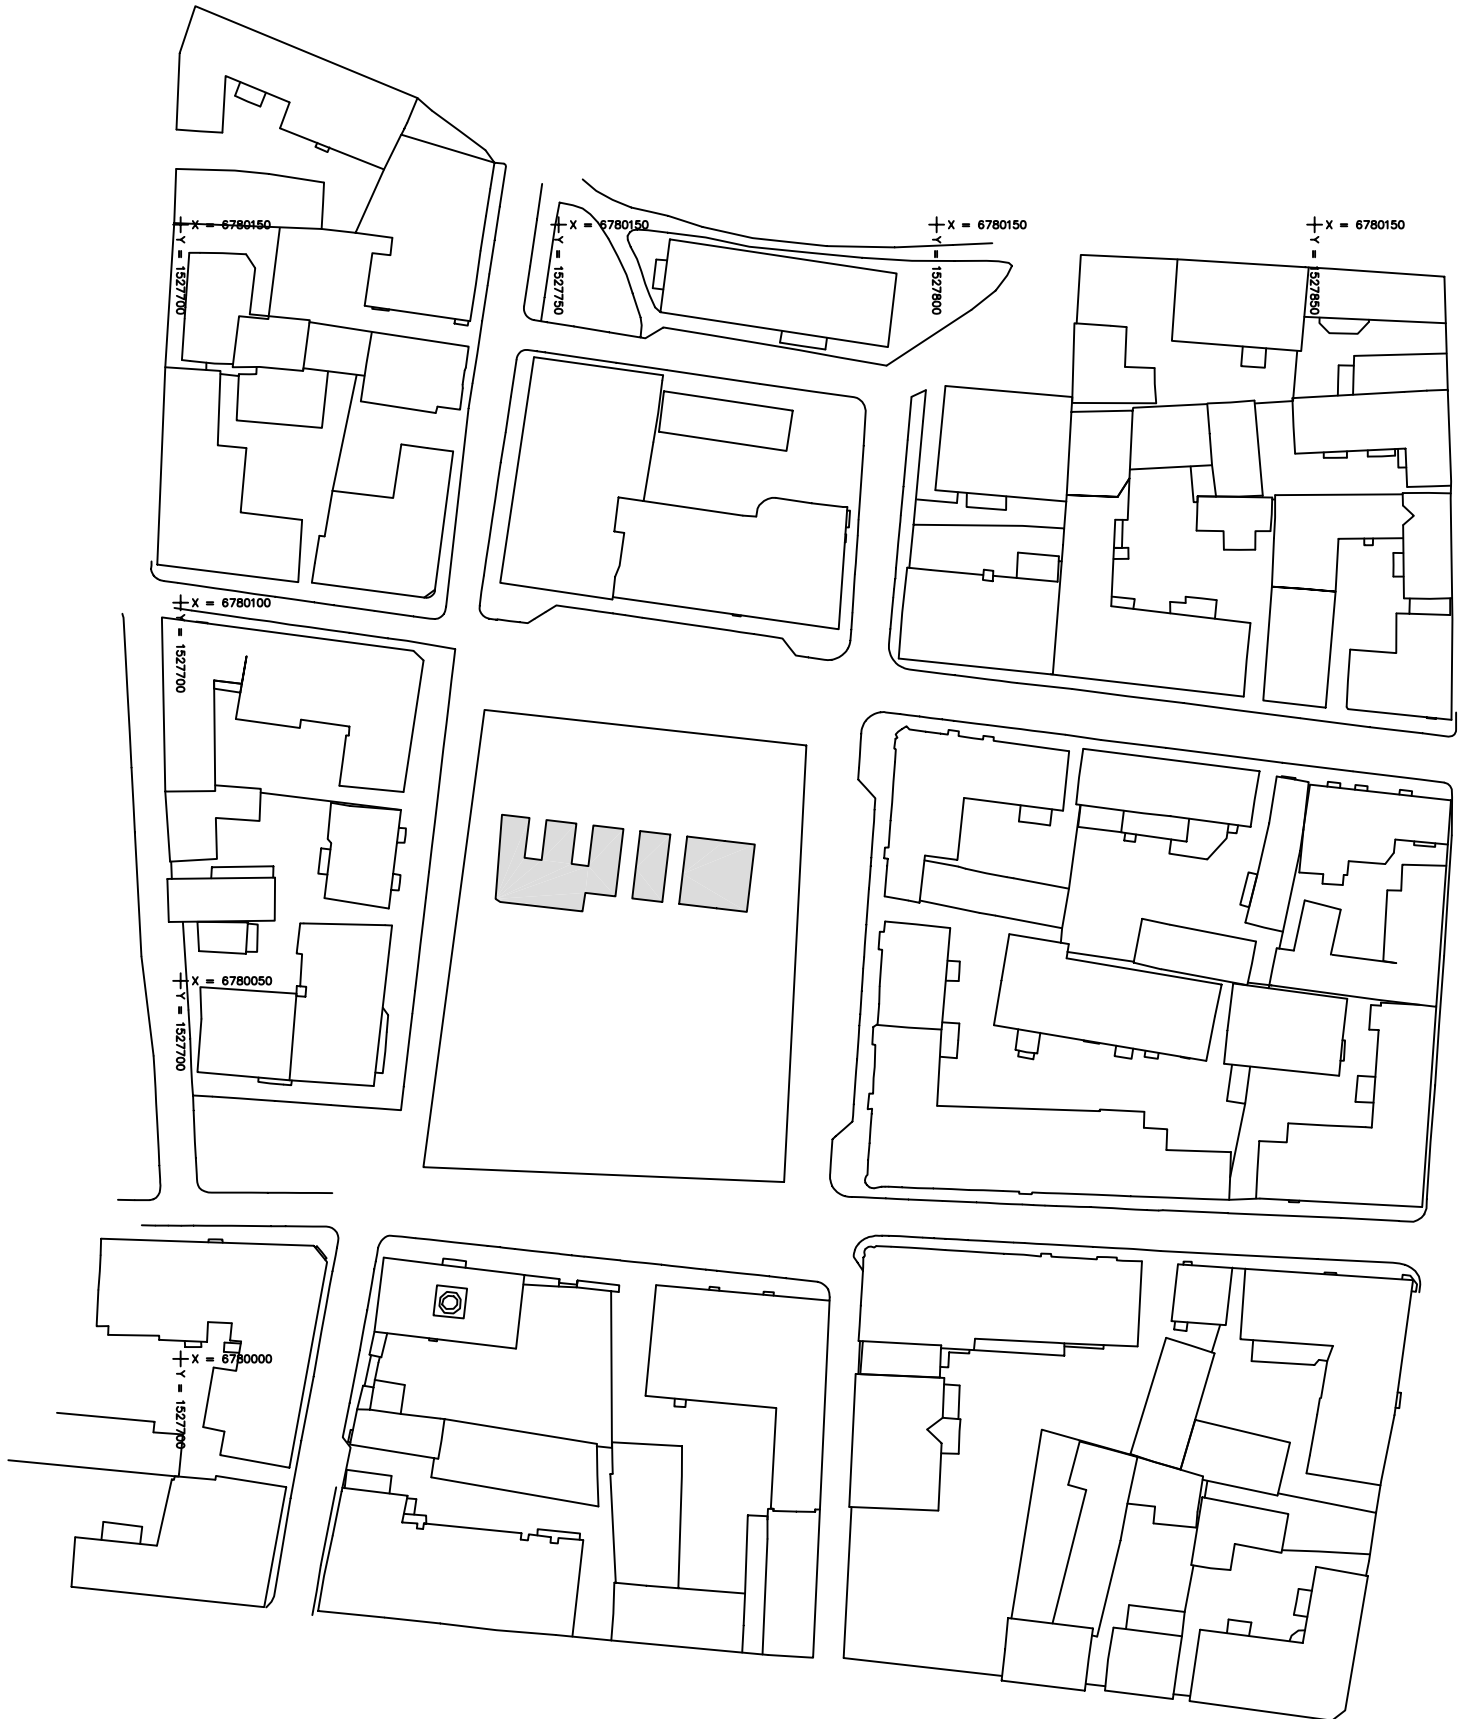 X = 6780150
X = 6780150
X = 6780150
X = 6780150
Y = 1527700
Y = 1527750
Y = 1527800
Y = 1527850
X = 6780100
Y = 1527700
X = 6780050
Y = 1527700
X = 6780000
Y = 1527700